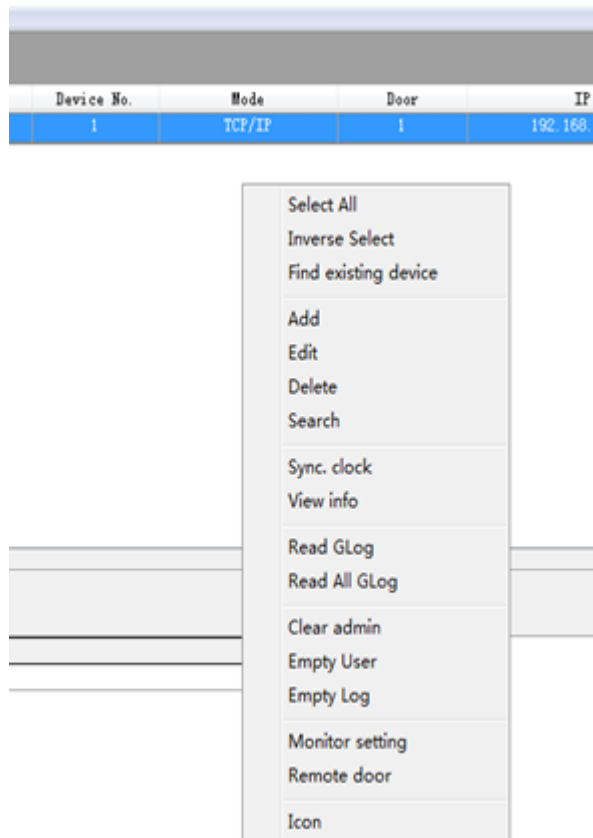 Device No. Mode Door IP
1 TCP/IP 1 192.168.
Select All
Inverse Select
Find existing device
Add
Edit
Delete
Search
Sync. clock
View info
Read GLog
Read All GLog
Clear admin
Empty User
Empty Log
Monitor setting
Remote door
Icon